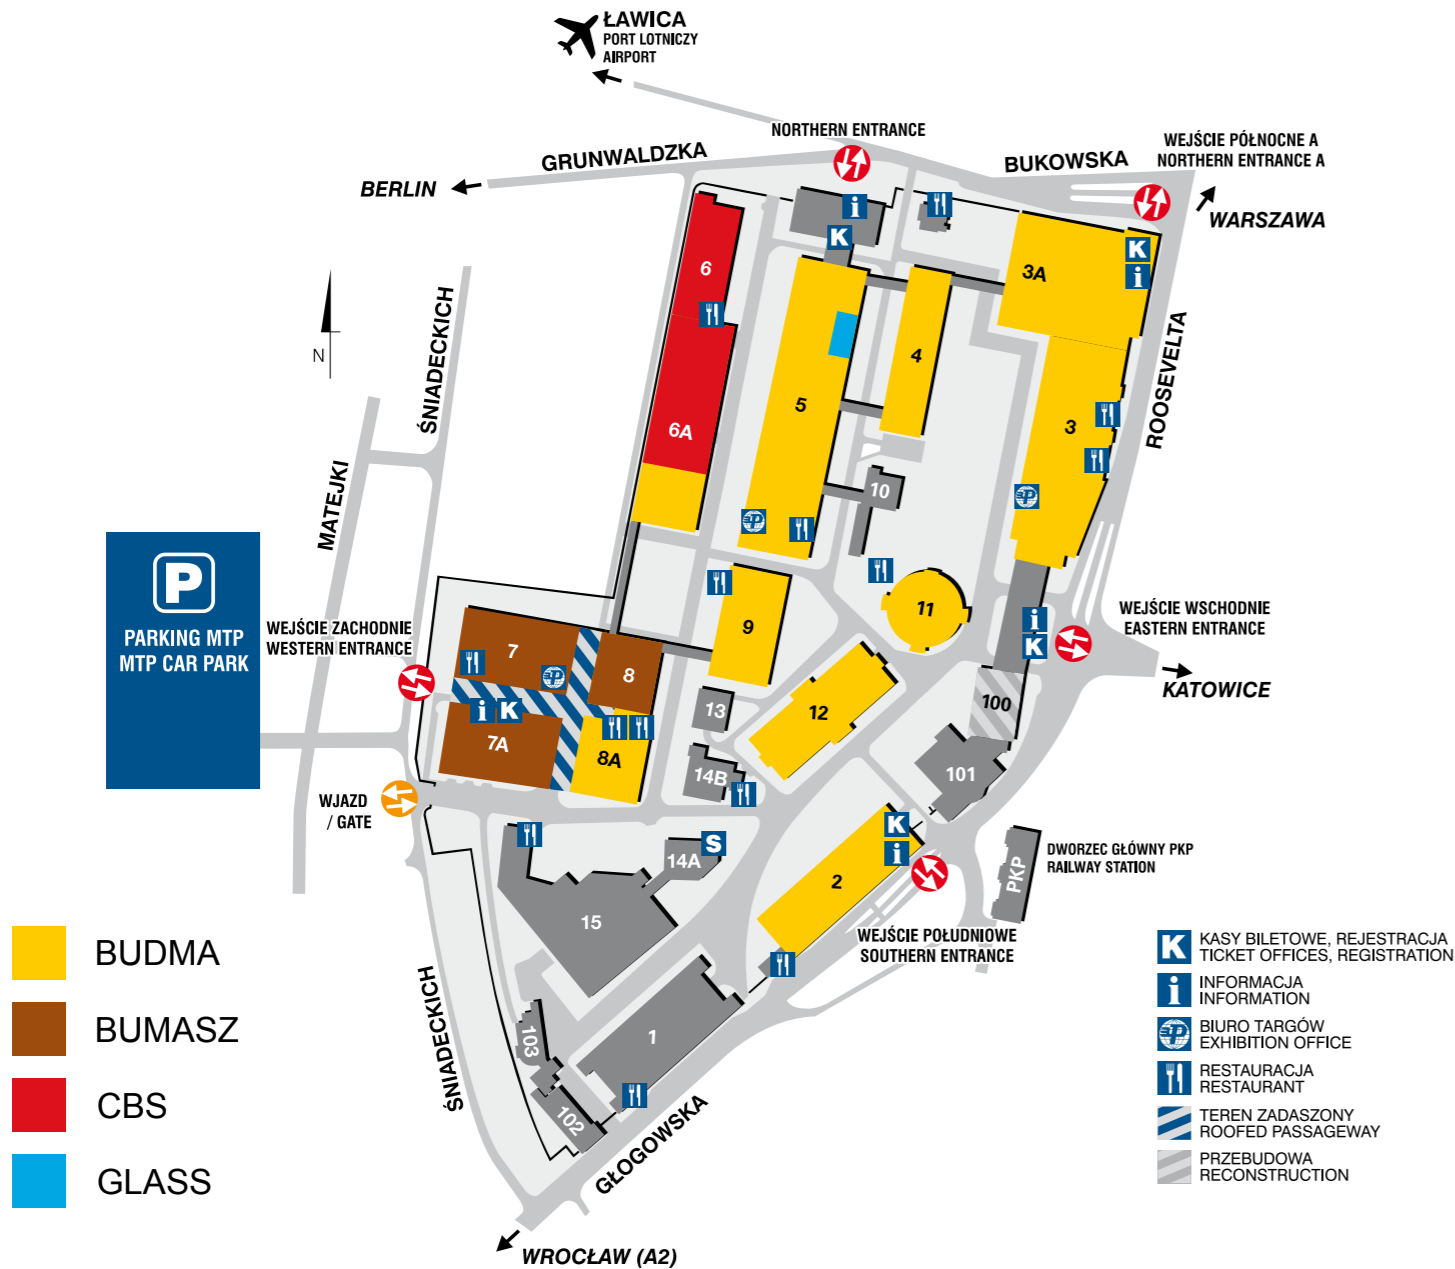 ŁAWICA
PORT LOTNICZY
AIRPORT
NORTHERN ENTRANCE
WEJŚCIE PÓŁNOCNE A
NORTHERN ENTRANCE A
GRUNWALDZKA
BUKOWSKA
BERLIN
WARSZAWA
i
K
K
i
6
3A
N
ŚNIADECKICH
ROOSEVELTA
4
5
6A
3
MATEJKI
10
P
PARKING MTP
MTP CAR PARK
WEJŚCIE ZACHODNIE
WESTERN ENTRANCE
WEJŚCIE WSCHODNIE
EASTERN ENTRANCE
11
i
K
9
7
8
KATOWICE
100
13
12
i
K
7A
8A
14B
101
WJAZD
/ GATE
K
i
S
14A
DWORZEC GŁÓWNY PKP
RAILWAY STATION
PKP
2
15
WEJŚCIE POŁUDNIOWE
SOUTHERN ENTRANCE
ŚNIADECKICH
103
1
102
GŁOGOWSKA
WROCŁAW (A2)
BUDMA
BUMASZ
CBS
GLASS
K
KASY BILETOWE, REJESTRACJA
TICKET OFFICES, REGISTRATION
i
INFORMACJA
INFORMATION
BIURO TARGÓW
EXHIBITION OFFICE
RESTAURACJA
RESTAURANT
TEREN ZADASZONY
ROOFED PASSAGEWAY
PRZEBUDOWA
RECONSTRUCTION